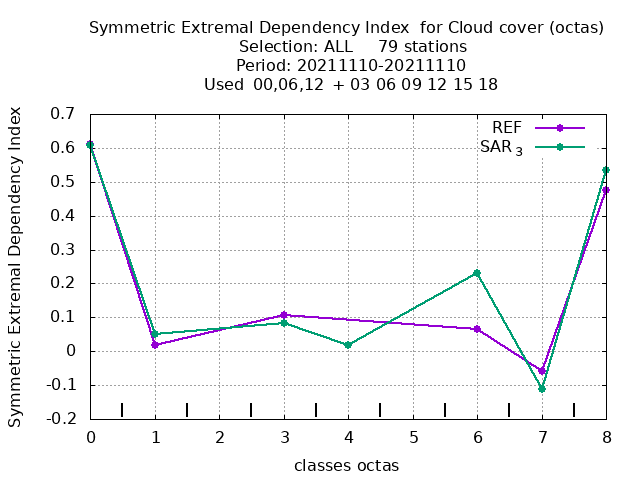 Symmetric Extremal Dependency Index for Cloud cover (octas)
Selection: ALL 79 stations
Period: 20211110-20211110
Used 00,06,12 + 03 06 09 12 15 18
Symmetric Extremal Dependency Index
0.7
0.6
0.5
0.4
0.3
0.2
0.1
0
-0.1
-0.2
REF
SAR 3
0 1 2 3 4 5 6 7 8
classes octas